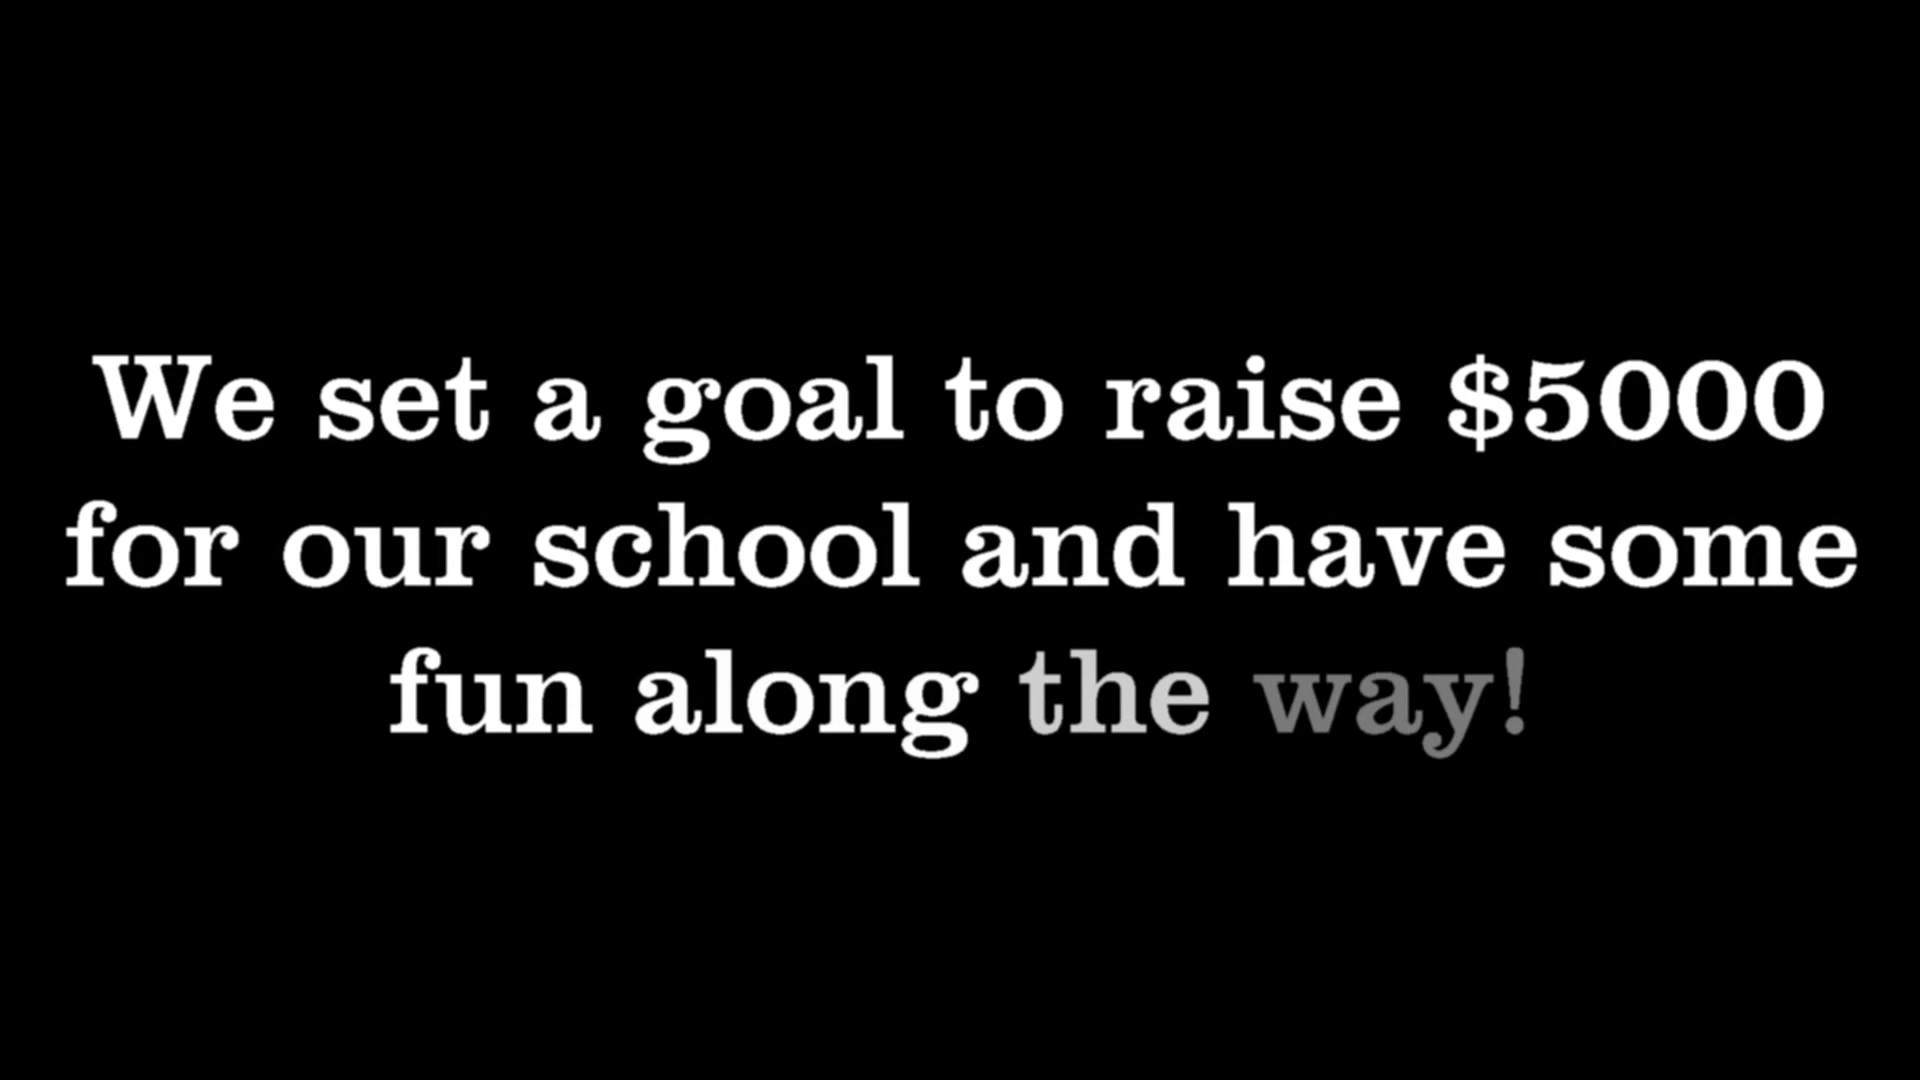 We set a goal to raise $5000
for our school and have some
fun along the way!